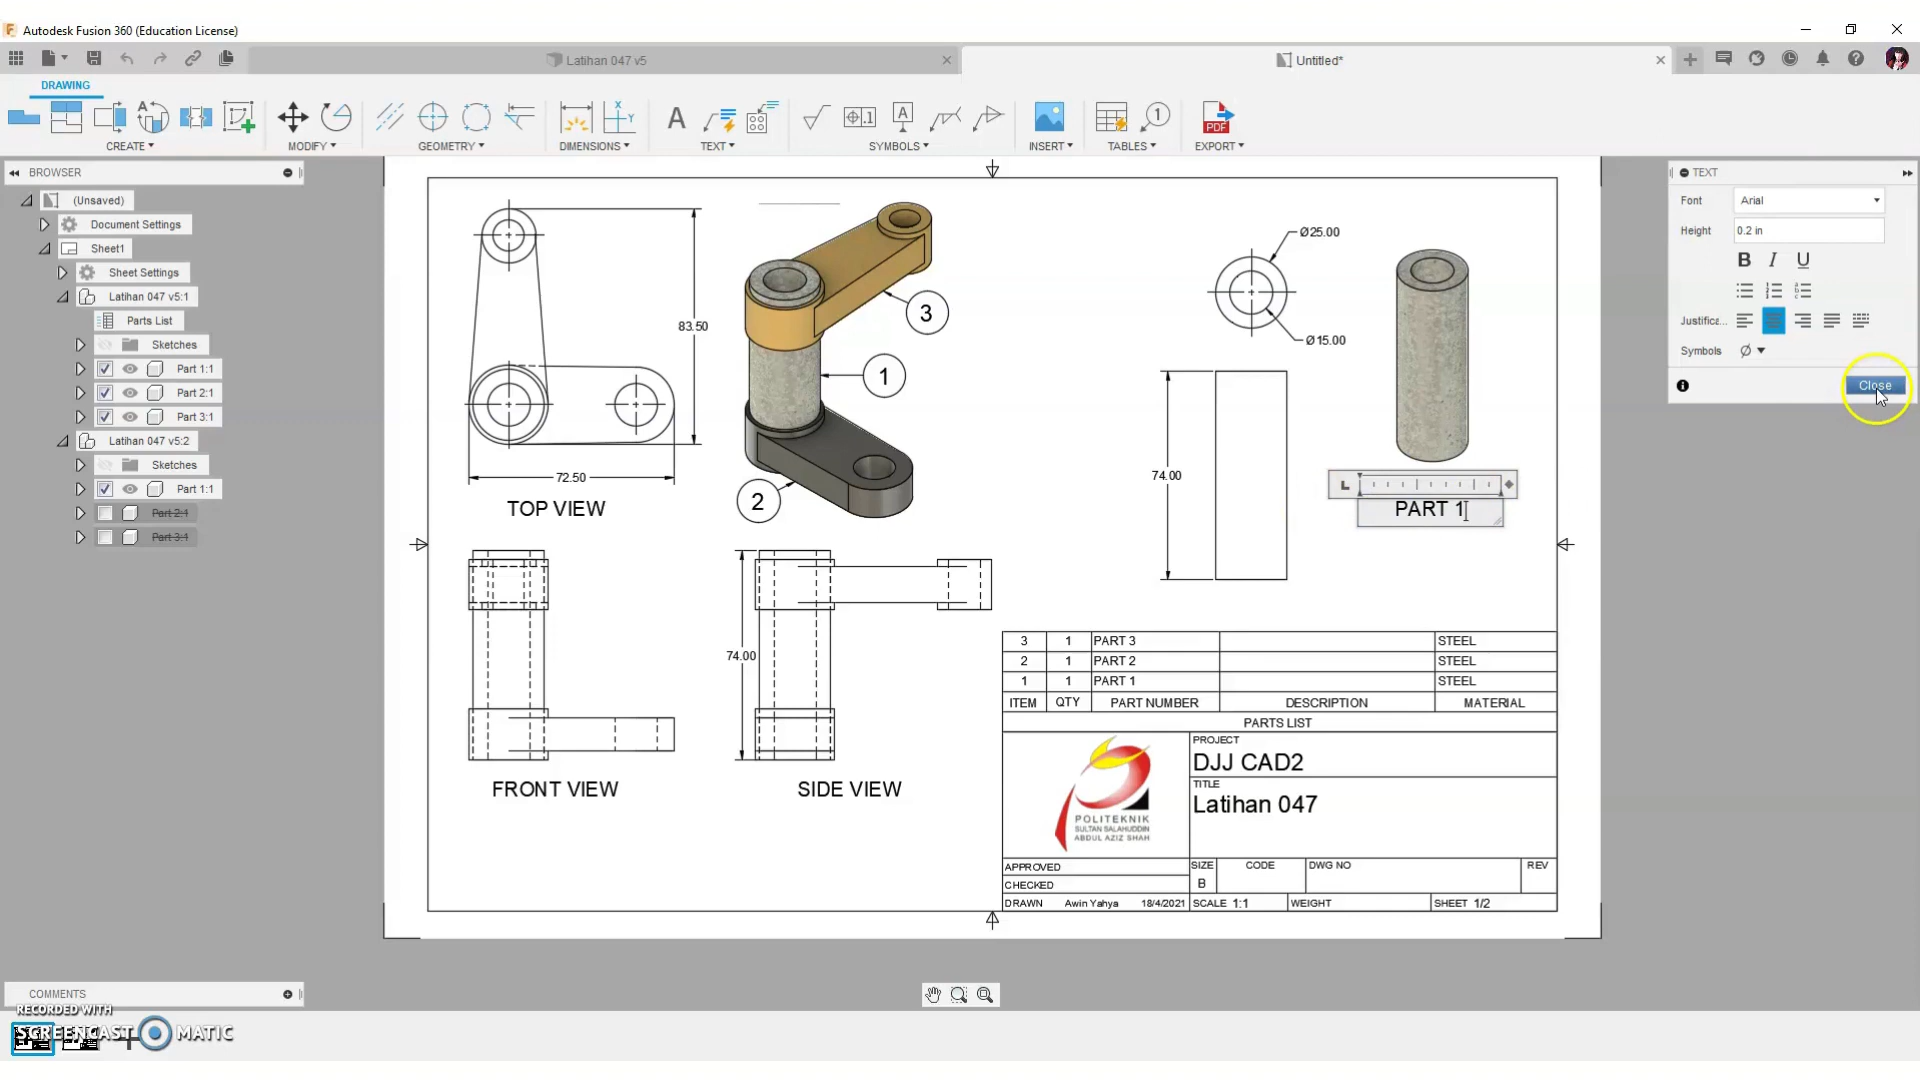 Autodesk Fusion 360 (Education License)
Latihan 047 v5
Untitled*
DRAWING
CREATE
MODIFY
GEOMETRY
DIMENSIONS
TEXT
SYMBOLS
INSERT
TABLES
EXPORT
PDF
BROWSER
(Unsaved)
Document Settings
Sheet1
Sheet Settings
Latihan 047 v5:1
Parts List
Sketches
Part 1:1
Part 2:1
Part 3:1
Latihan 047 v5:2
Sketches
Part 1:1
Part 2:1
Part 3:1
TEXT
Font
Arial
Height
0.2 in
B I U
Justifica...
Symbols
Ø
Close
83.50
72.50
TOP VIEW
3
1
2
Ø25.00
Ø15.00
74.00
L
PART 1
74.00
FRONT VIEW
SIDE VIEW
3 1 PART 3 STEEL
2 1 PART 2 STEEL
1 1 PART 1 STEEL
ITEM QTY PART NUMBER DESCRIPTION MATERIAL
PARTS LIST
POLITEKNIK
SULTAN SALAHUDDIN
ABDUL AZIZ SHAH
PROJECT
DJJ CAD2
TITLE
Latihan 047
APPROVED
CHECKED
DRAWN Awin Yahya 18/4/2021
SIZE
B
CODE
DWG NO
REV
SCALE 1:1
WEIGHT
SHEET 1/2
COMMENTS
RECORDED WITH
SCREENCAST MATIC